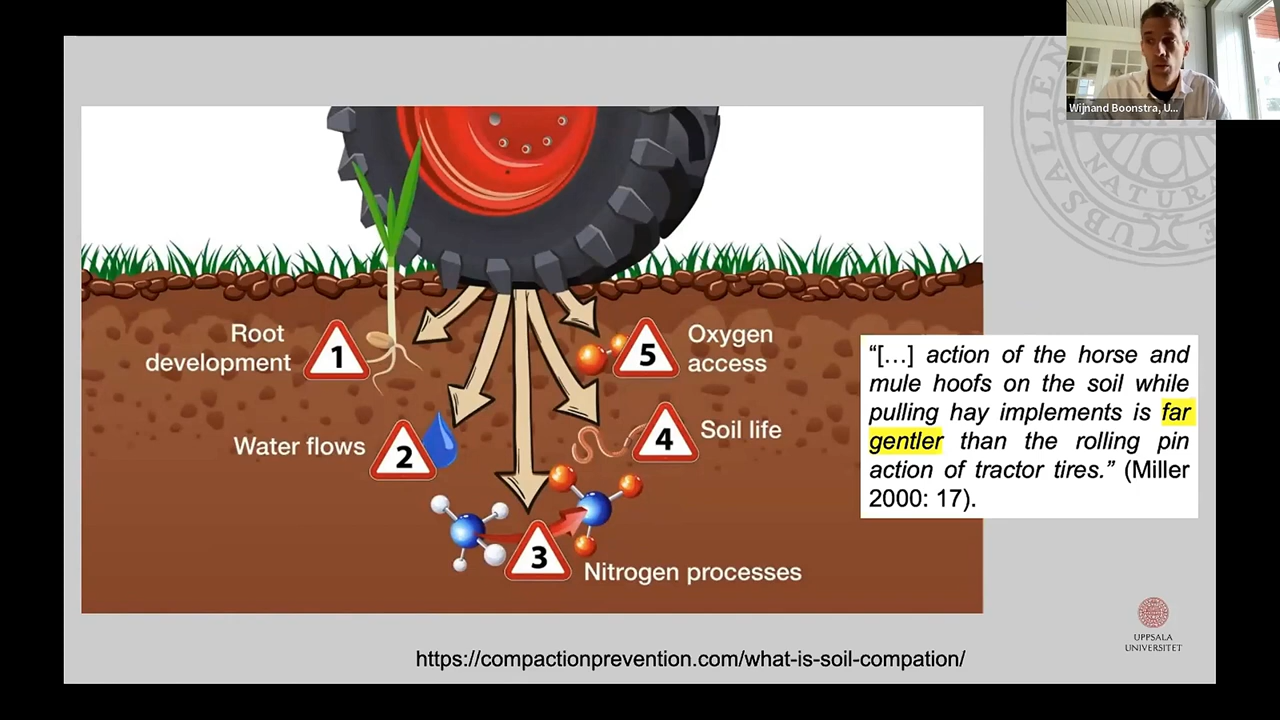 Wijnand Boonstra, U...
Root
development
1
5
Oxygen
access
Water flows
2
4
Soil life
3
Nitrogen processes
“[…] action of the horse and
mule hoofs on the soil while
pulling hay implements is far
gentler than the rolling pin
action of tractor tires.” (Miller
2000: 17).
UPPSALA
UNIVERSITET
https://compactionprevention.com/what-is-soil-compation/